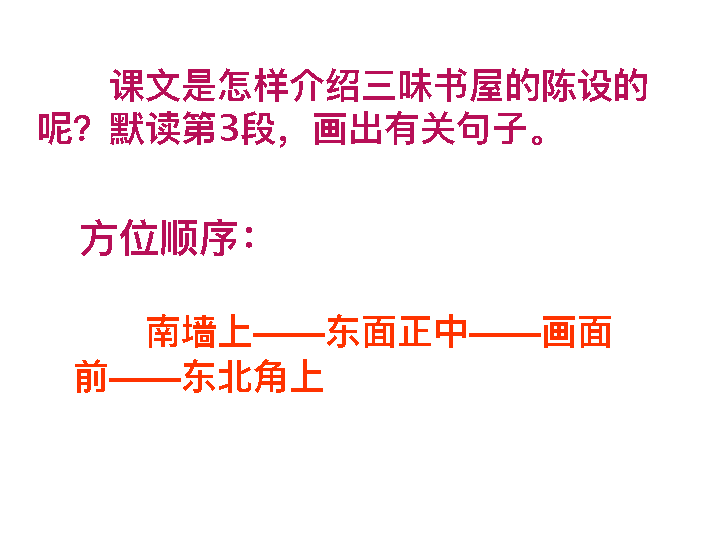 课文是怎样介绍三味书屋的陈设的
呢？默读第3段，画出有关句子。
方位顺序：
南墙上——东面正中——画面
前——东北角上